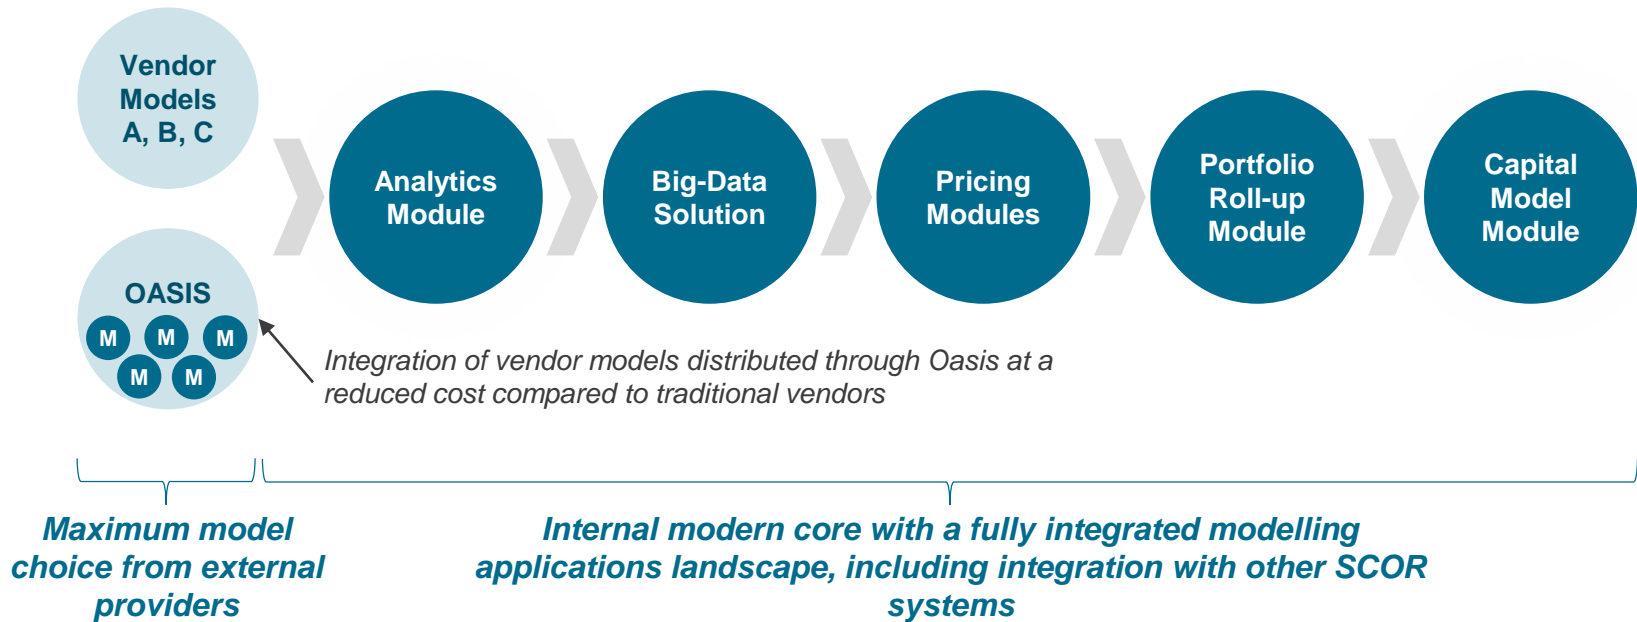 Vendor
Models
A, B, C
OASIS
M M M
M M
Analytics
Module
Big-Data
Solution
Pricing
Modules
Portfolio
Roll-up
Module
Capital
Model
Module
Integration of vendor models distributed through Oasis at a
reduced cost compared to traditional vendors
Maximum model
choice from external
providers
Internal modern core with a fully integrated modelling
applications landscape, including integration with other SCOR
systems